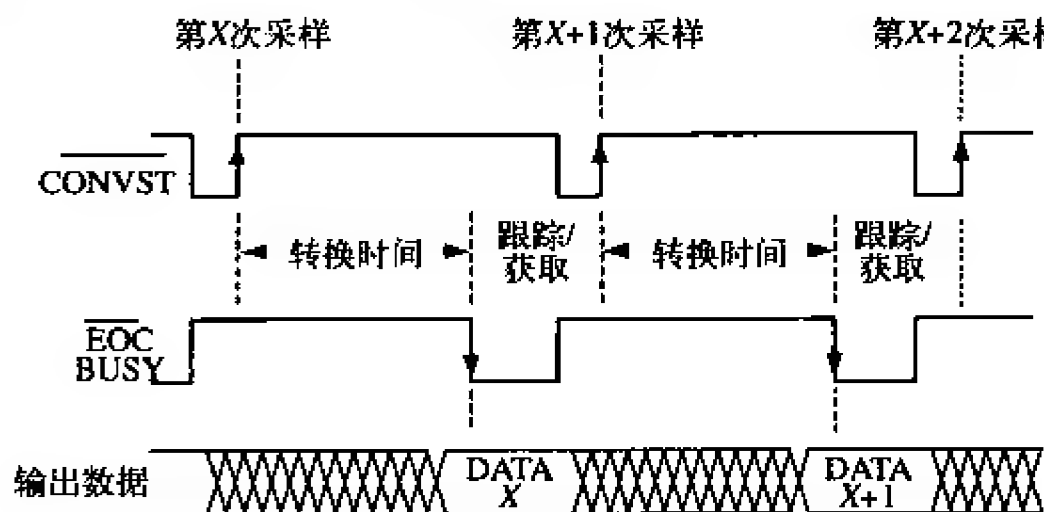 第X次采样
第X+1次采样
第X+2次采样
CONVST
转换时间
跟踪/
获取
转换时间
跟踪/
获取
EOC
BUSY
输出数据
DATA
X
DATA
X+1